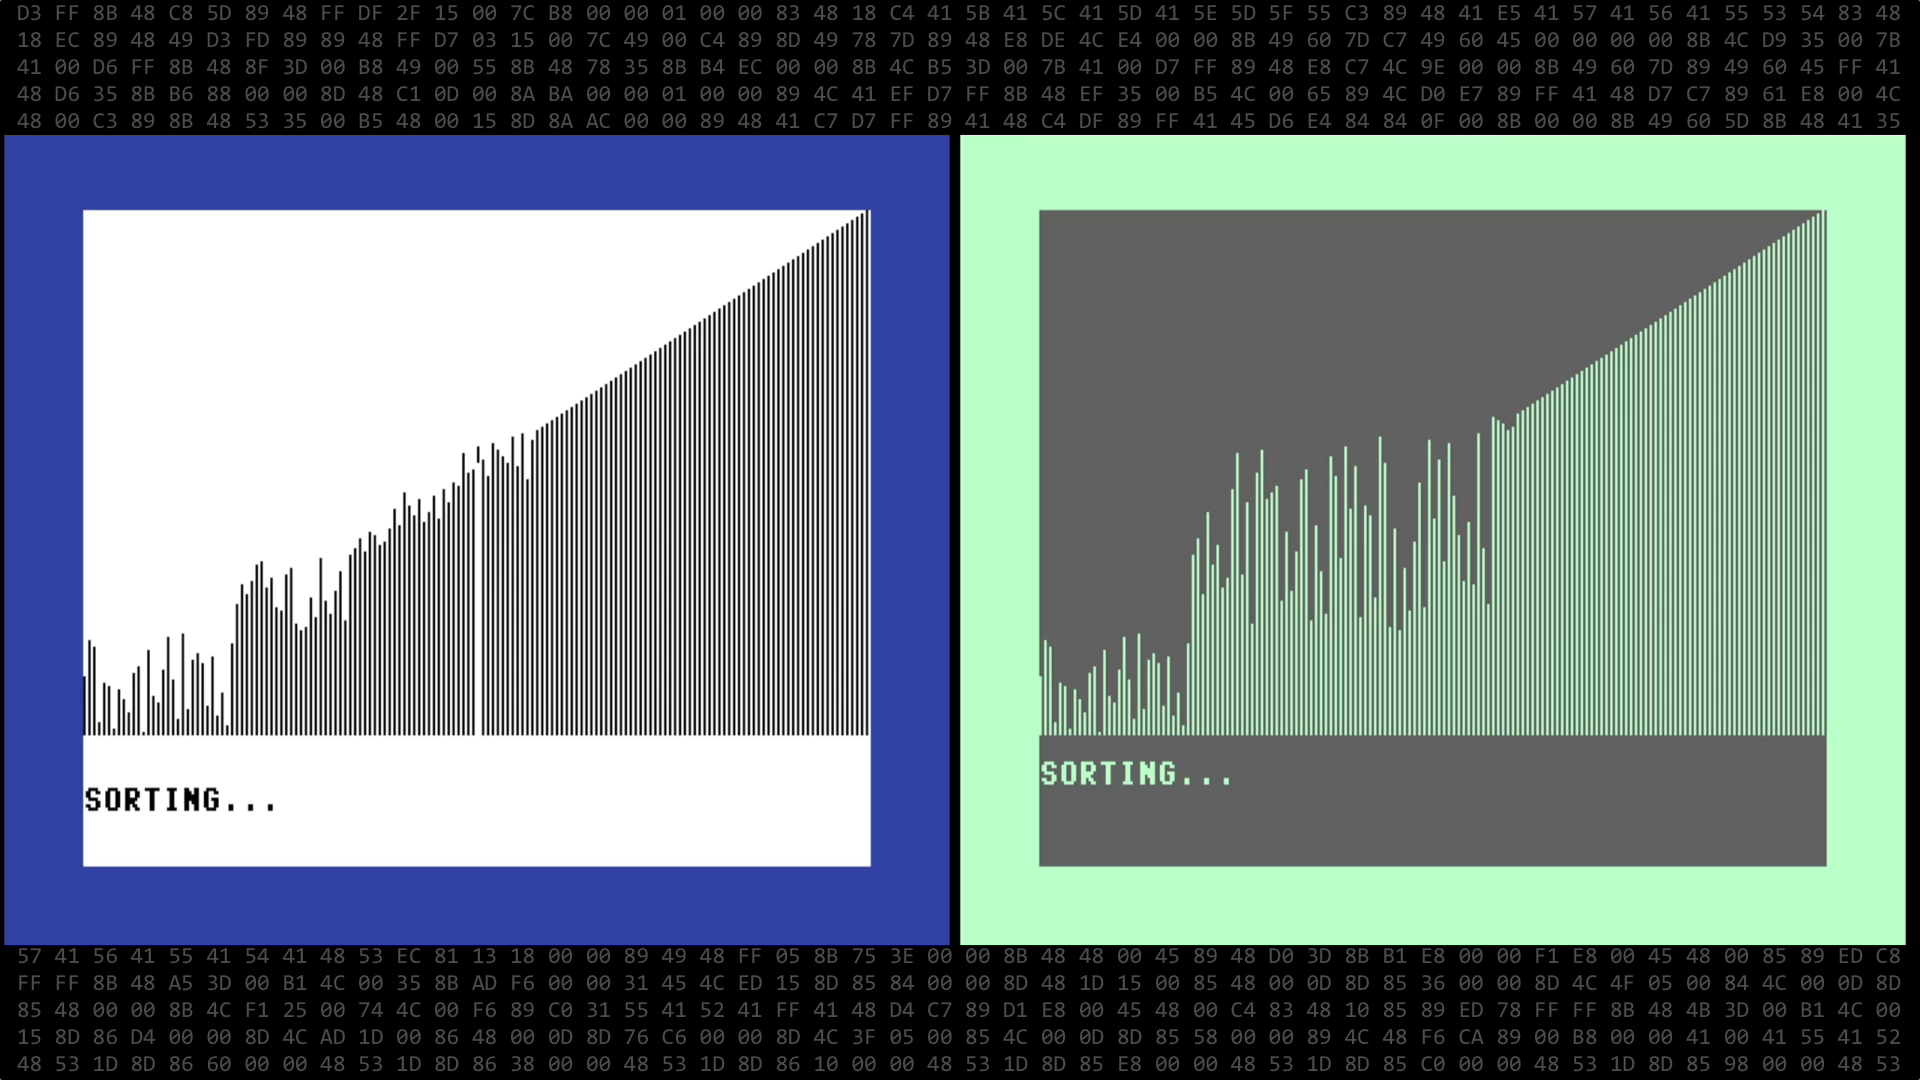 D3 FF 8B 48 C8 5D 89 48 FF DF 2F 15 00 7C B8 00 00 01 00 00 83 48 18 C4 41 5B 41 5C 41 5D 41 5E 5D 5F 55 C3 89 48 41 E5 41 57 41 56 41 55 53 54 83 48
18 EC 89 48 49 D3 FD 89 89 48 FF D7 03 15 00 7C 49 00 C4 89 8D 49 78 7D 89 48 E8 DE 4C E4 00 00 8B 49 60 7D C7 49 60 45 00 00 00 00 8B 4C D9 35 00 7B
41 00 D6 FF 8B 48 8F 3D 00 B8 49 00 55 8B 48 78 35 8B B4 EC 00 00 8B 4C B5 3D 00 7B 41 00 D7 FF 89 48 E8 C7 4C 9E 00 00 8B 49 60 7D 89 49 60 45 FF 41
48 D6 35 8B B6 88 00 00 8D 48 C1 0D 00 8A BA 00 00 01 00 00 89 4C 41 EF D7 FF 8B 48 EF 35 00 B5 4C 00 65 89 4C D0 E7 89 FF 41 48 D7 C7 89 61 E8 00 4C
48 00 C3 89 8B 48 53 35 00 B5 48 00 15 8D 8A AC 00 00 89 48 41 C7 D7 FF 89 41 48 C4 DF 89 FF 41 45 D6 E4 84 84 0F 00 8B 00 00 8B 49 60 5D 8B 48 41 35
SORTING...
SORTING...
57 41 56 41 55 41 54 41 48 53 EC 81 13 18 00 00 89 49 48 FF 05 8B 75 3E 00 00 8B 48 48 00 45 89 48 D0 3D 8B B1 E8 00 00 F1 E8 00 45 48 00 85 89 ED C8
FF FF 8B 48 A5 3D 00 B1 4C 00 35 8B AD F6 00 00 31 45 4C ED 15 8D 85 84 00 00 8D 48 1D 15 00 85 48 00 0D 8D 85 36 00 00 8D 4C 4F 05 00 84 4C 00 0D 8D
85 48 00 00 8B 4C F1 25 00 74 4C 00 F6 89 C0 31 55 41 52 41 FF 41 48 D4 C7 89 D1 E8 00 45 48 00 C4 83 48 10 85 89 ED 78 FF FF 8B 48 4B 3D 00 B1 4C 00
15 8D 86 D4 00 00 8D 4C AD 1D 00 86 48 00 0D 8D 76 C6 00 00 8D 4C 3F 05 00 85 4C 00 0D 8D 85 58 00 00 89 4C 48 F6 CA 89 00 B8 00 00 41 00 41 55 41 52
48 53 1D 8D 86 60 00 00 48 53 1D 8D 86 38 00 00 48 53 1D 8D 86 10 00 00 48 53 1D 8D 85 E8 00 00 48 53 1D 8D 85 C0 00 00 48 53 1D 8D 85 98 00 00 48 53